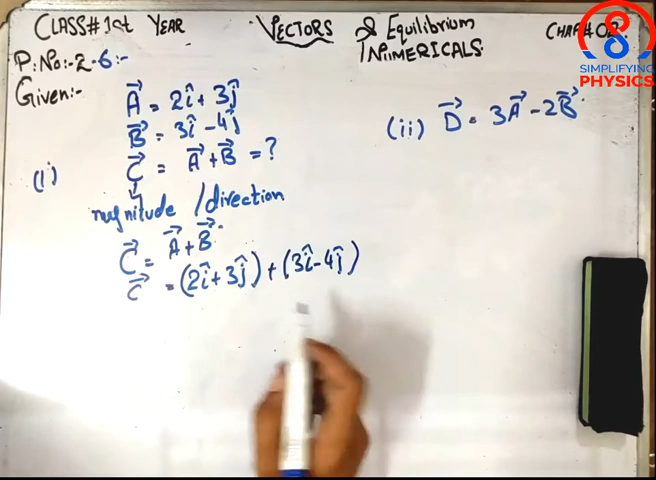 CLASS#1st YEAR VECTORS & Equilibrium CHAP#02
NUMERICALS
SIMPLIFYING
PHYSICS
P.No:-2-6:-
Given:-
A⃗ = 2î + 3ĵ
B⃗ = 3î - 4ĵ
(i) C⃗ = A⃗ + B⃗ = ?
magnitude / direction
C⃗ = A⃗ + B⃗
C⃗ = (2î + 3ĵ) + (3î - 4ĵ)
(ii) D⃗ = 3A⃗ - 2B⃗